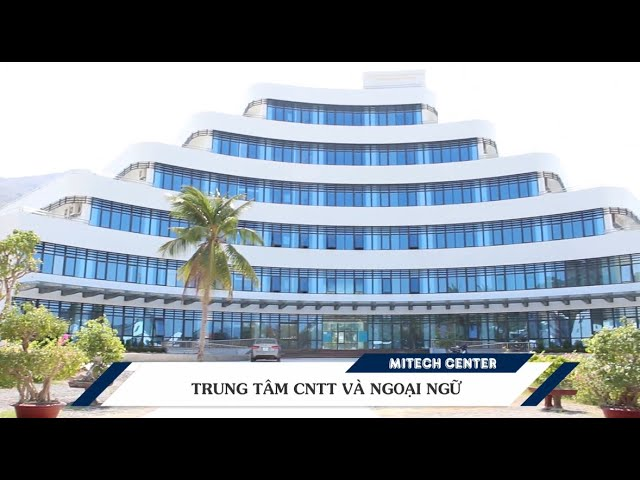 MITECH CENTER
TRUNG TÂM CNTT VÀ NGOẠI NGỮ